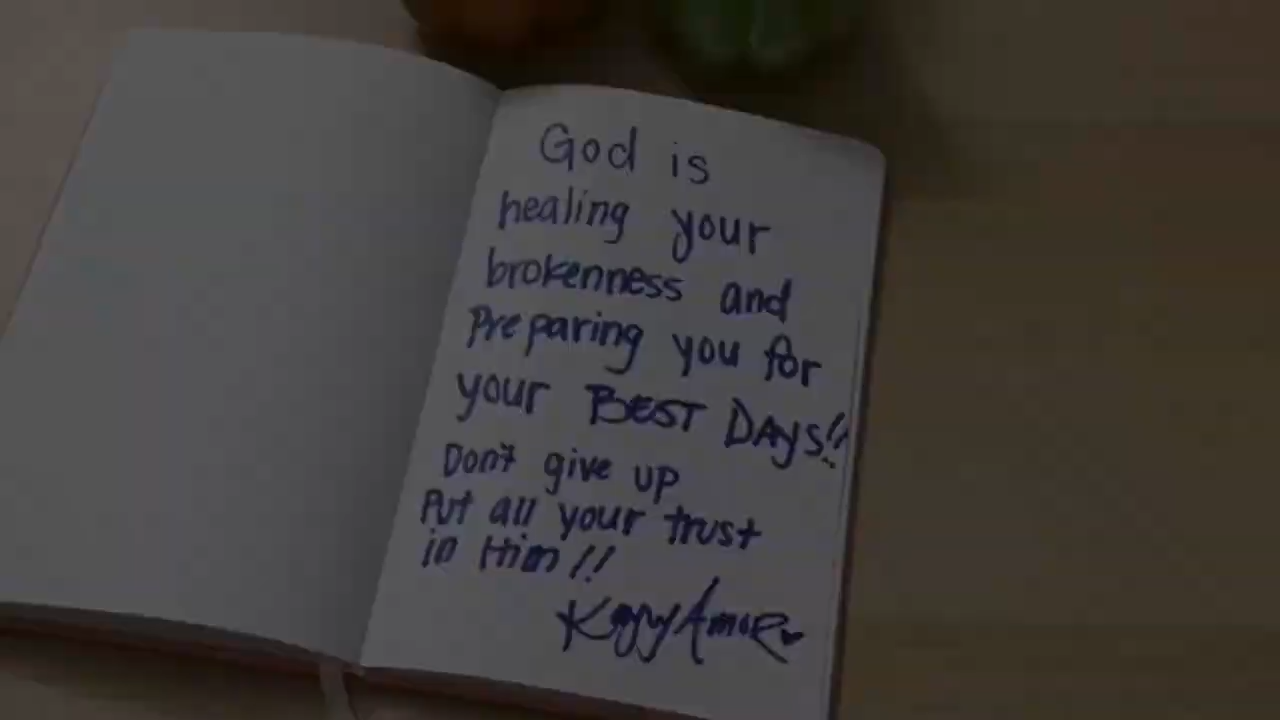 God is
healing your
brokenness and
Preparing you for
your BEST DAYS!!
Don't give up
Put all your trust
in Him!!